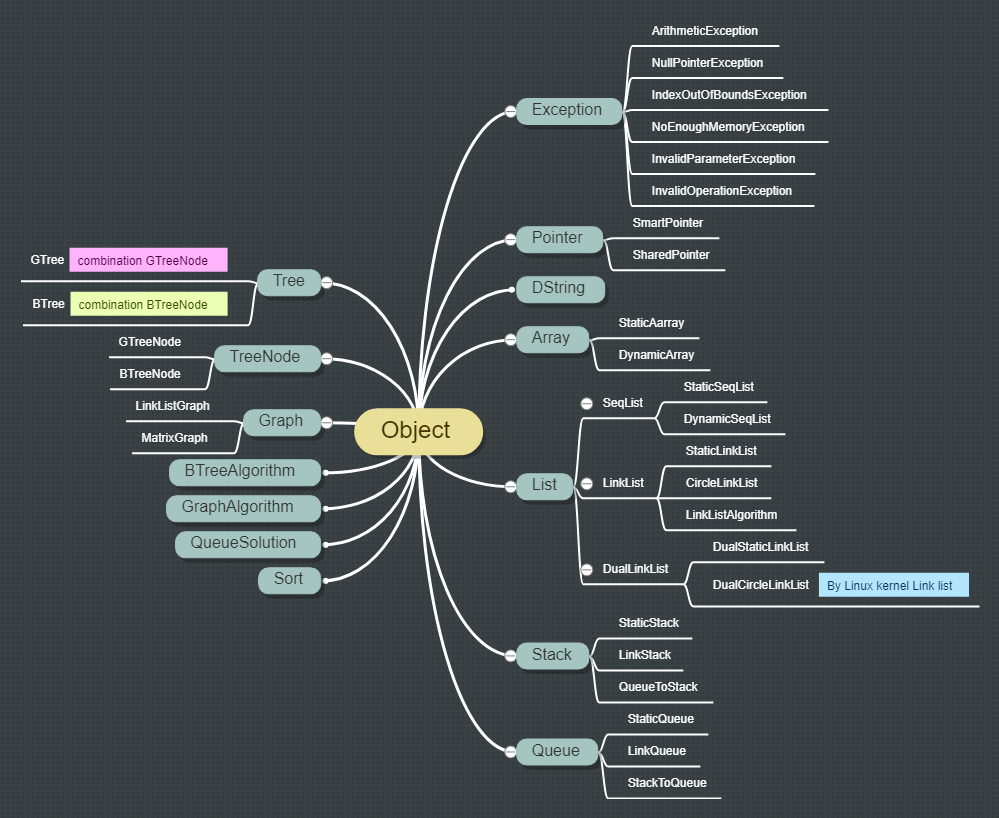 Object
Exception
ArithmeticException
NullPointerException
IndexOutOfBoundsException
NoEnoughMemoryException
InvalidParameterException
InvalidOperationException
Pointer
SmartPointer
SharedPointer
DString
Array
StaticAarray
DynamicArray
List
SeqList
StaticSeqList
DynamicSeqList
LinkList
StaticLinkList
CircleLinkList
LinkListAlgorithm
DualLinkList
DualStaticLinkList
DualCircleLinkList By Linux kernel Link list
Stack
StaticStack
LinkStack
QueueToStack
Queue
StaticQueue
LinkQueue
StackToQueue
Tree
GTree combination GTreeNode
BTree combination BTreeNode
TreeNode
GTreeNode
BTreeNode
Graph
LinkListGraph
MatrixGraph
BTreeAlgorithm
GraphAlgorithm
QueueSolution
Sort